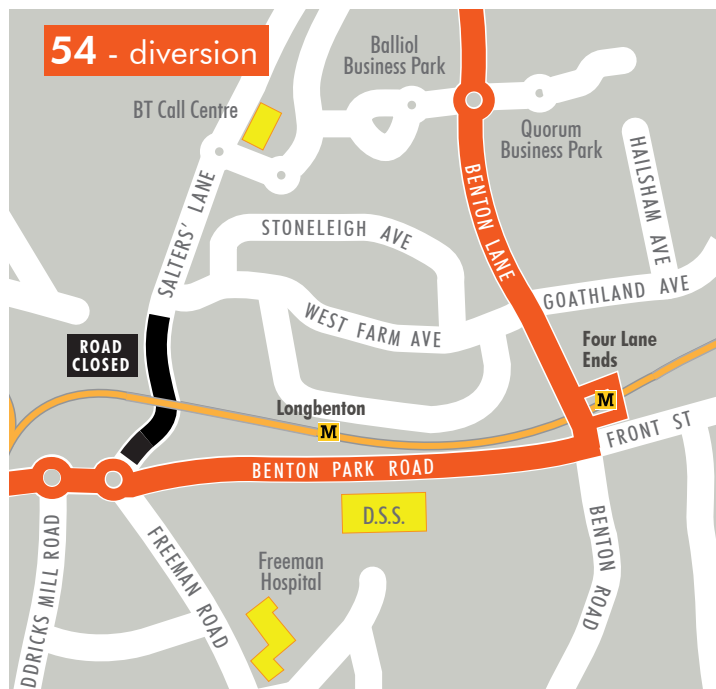 54 - diversion
Balliol
Business Park
BT Call Centre
Quorum
Business Park
HAILSHAM AVE
BENTON LANE
SALTERS' LANE
STONELEIGH AVE
GOATHLAND AVE
WEST FARM AVE
ROAD
CLOSED
Four Lane
Ends
M
Longbenton
M
FRONT ST
BENTON PARK ROAD
D.S.S.
BENTON ROAD
DDRICKS MILL ROAD
FREEMAN ROAD
Freeman
Hospital